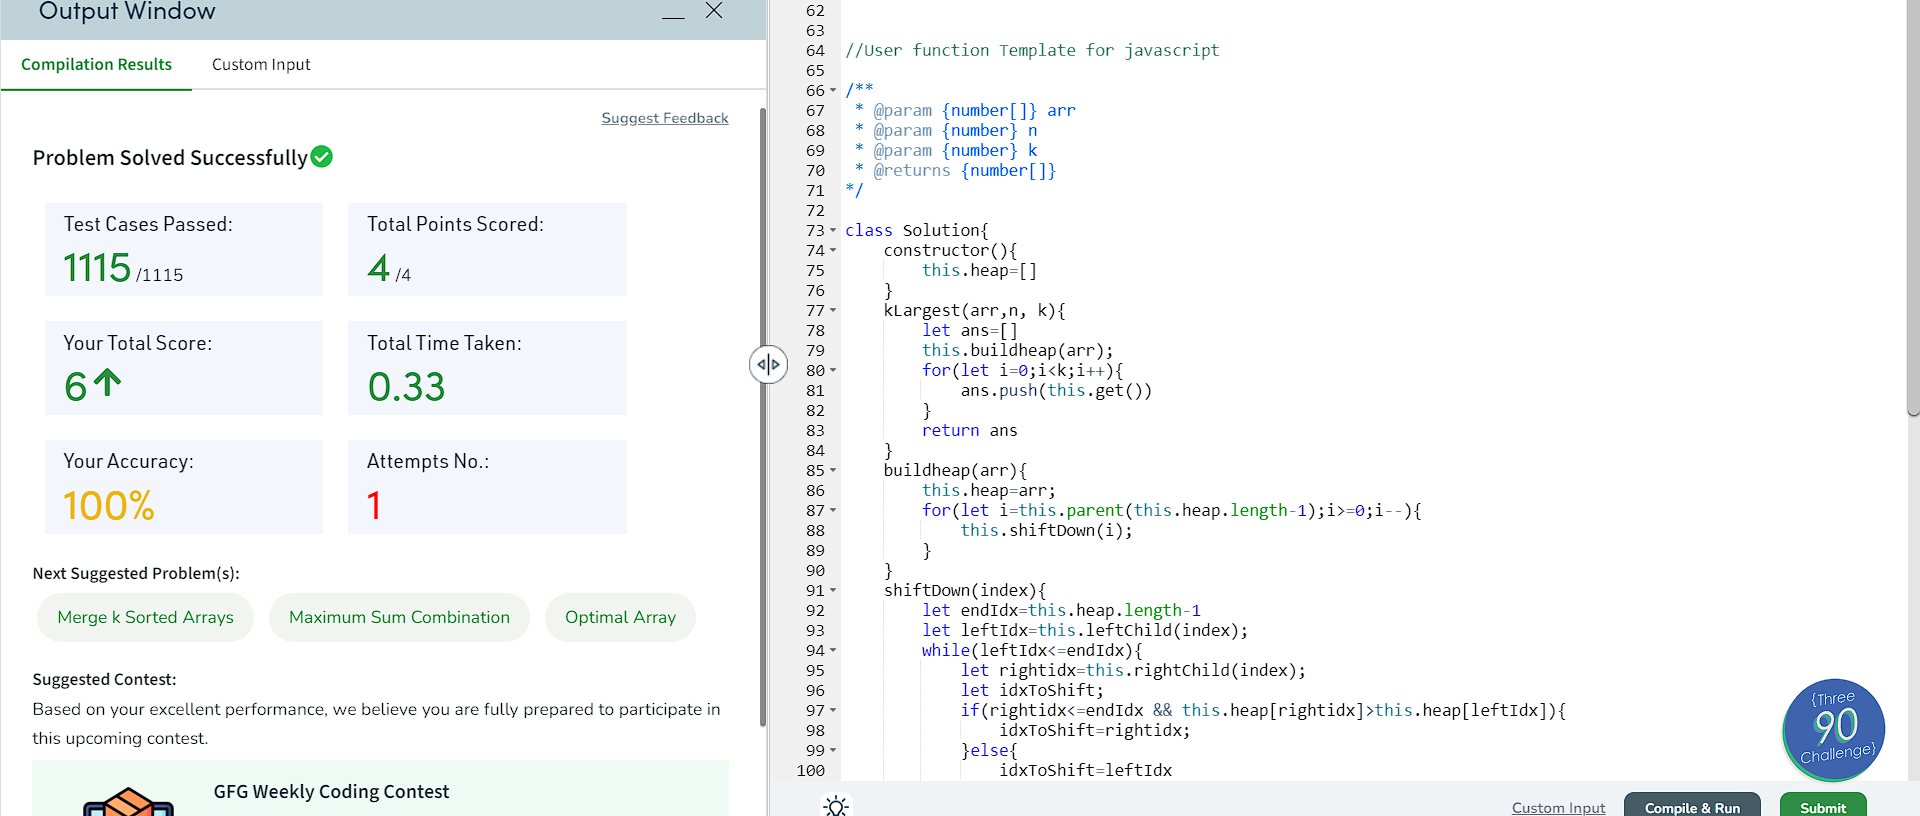 Output Window
Compilation Results Custom Input
Suggest Feedback
Problem Solved Successfully
Test Cases Passed:
1115 /1115
Total Points Scored:
4 /4
Your Total Score:
6
Total Time Taken:
0.33
Your Accuracy:
100%
Attempts No.:
1
Next Suggested Problem(s):
Merge k Sorted Arrays Maximum Sum Combination Optimal Array
Suggested Contest:
Based on your excellent performance, we believe you are fully prepared to participate in
this upcoming contest.
GFG Weekly Coding Contest
62
63
64 //User function Template for javascript
65
66 /**
67  * @param {number[]} arr
68  * @param {number} n
69  * @param {number} k
70  * @returns {number[]}
71 */
72
73 class Solution{
74     constructor(){
75         this.heap=[]
76     }
77     kLargest(arr,n, k){
78         let ans=[]
79         this.buildheap(arr);
80         for(let i=0;i<k;i++){
81             ans.push(this.get())
82         }
83         return ans
84     }
85     buildheap(arr){
86         this.heap=arr;
87         for(let i=this.parent(this.heap.length-1);i>=0;i--){
88             this.shiftDown(i);
89         }
90     }
91     shiftDown(index){
92         let endIdx=this.heap.length-1
93         let leftIdx=this.leftChild(index);
94         while(leftIdx<=endIdx){
95             let rightidx=this.rightChild(index);
96             let idxToShift;
97             if(rightidx<=endIdx && this.heap[rightidx]>this.heap[leftIdx]){
98                 idxToShift=rightidx;
99             }else{
100                 idxToShift=leftIdx
{Three
90
Challenge}
Custom Input Compile & Run Submit